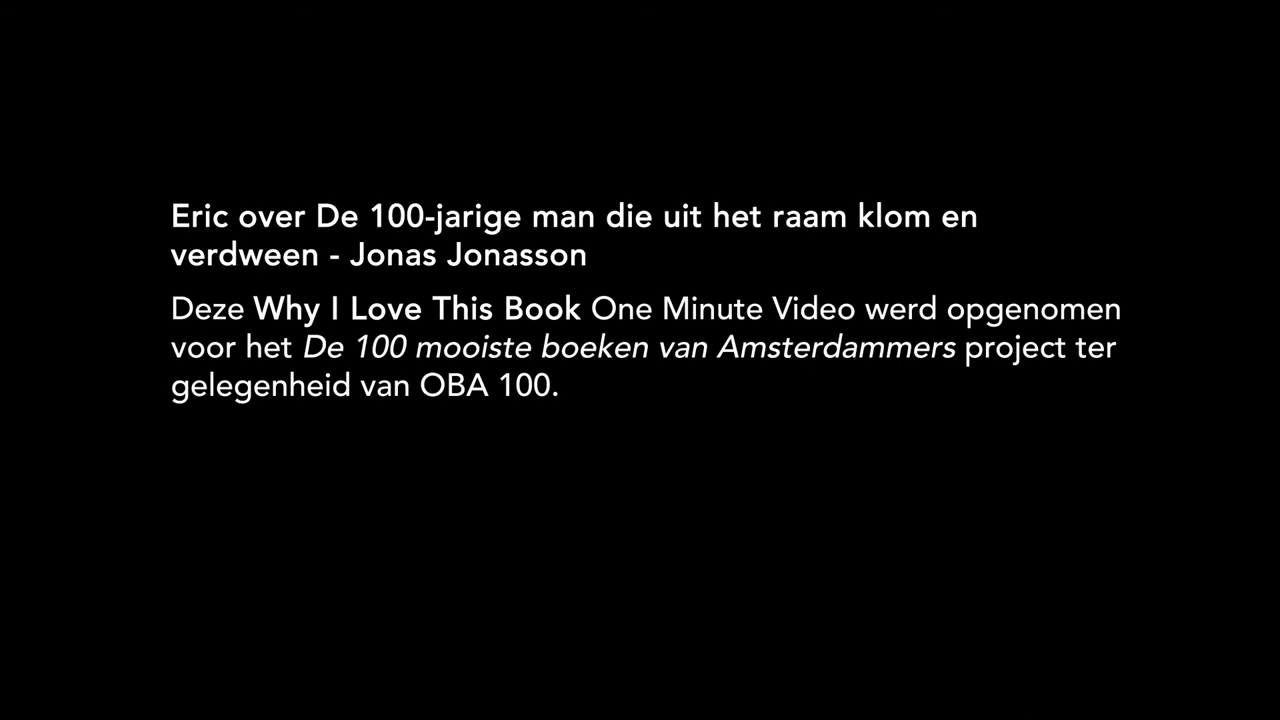 Eric over De 100-jarige man die uit het raam klom en
verdween - Jonas Jonasson
Deze Why I Love This Book One Minute Video werd opgenomen
voor het De 100 mooiste boeken van Amsterdammers project ter
gelegenheid van OBA 100.